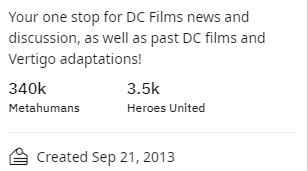 Your one stop for DC Films news and
discussion, as well as past DC films and
Vertigo adaptations!
340k 3.5k
Metahumans Heroes United
Created Sep 21, 2013